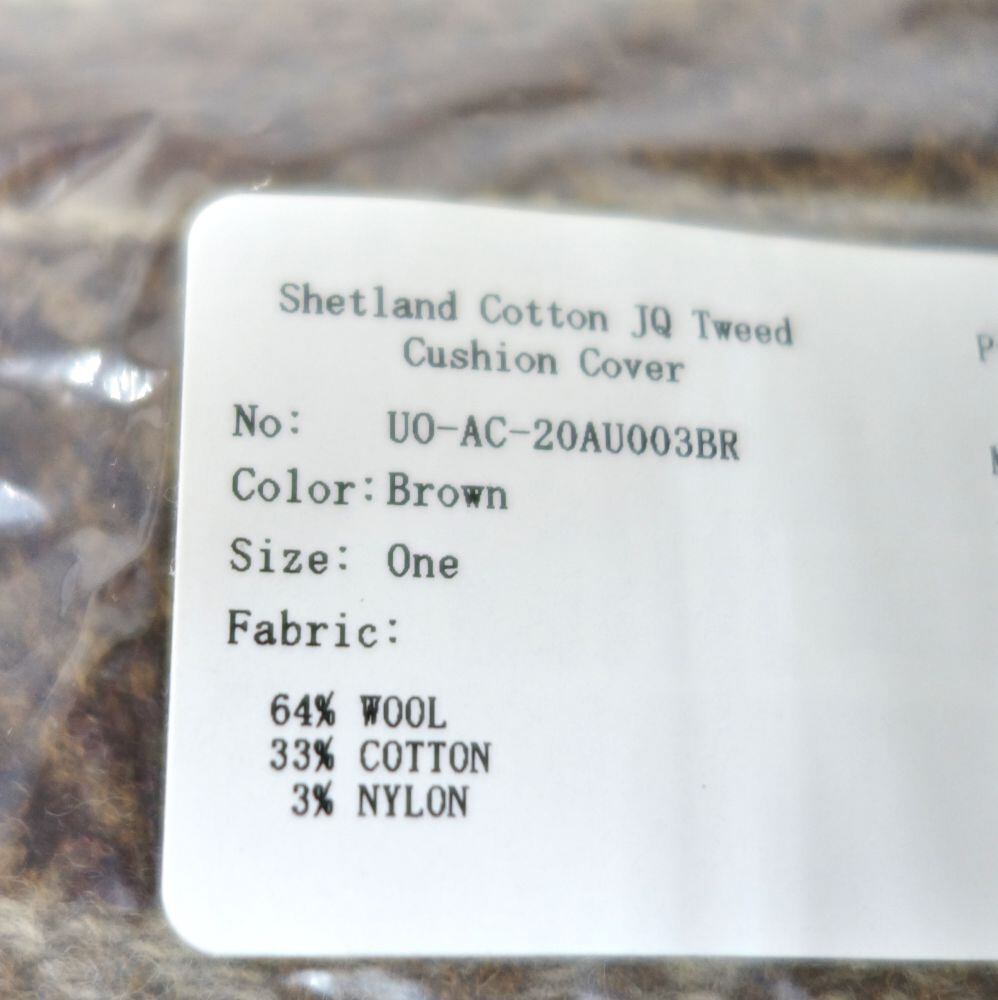 Shetland Cotton JQ Tweed
Cushion Cover
No: UO-AC-20AU003BR
Color: Brown
Size: One
Fabric:
64% WOOL
33% COTTON
3% NYLON